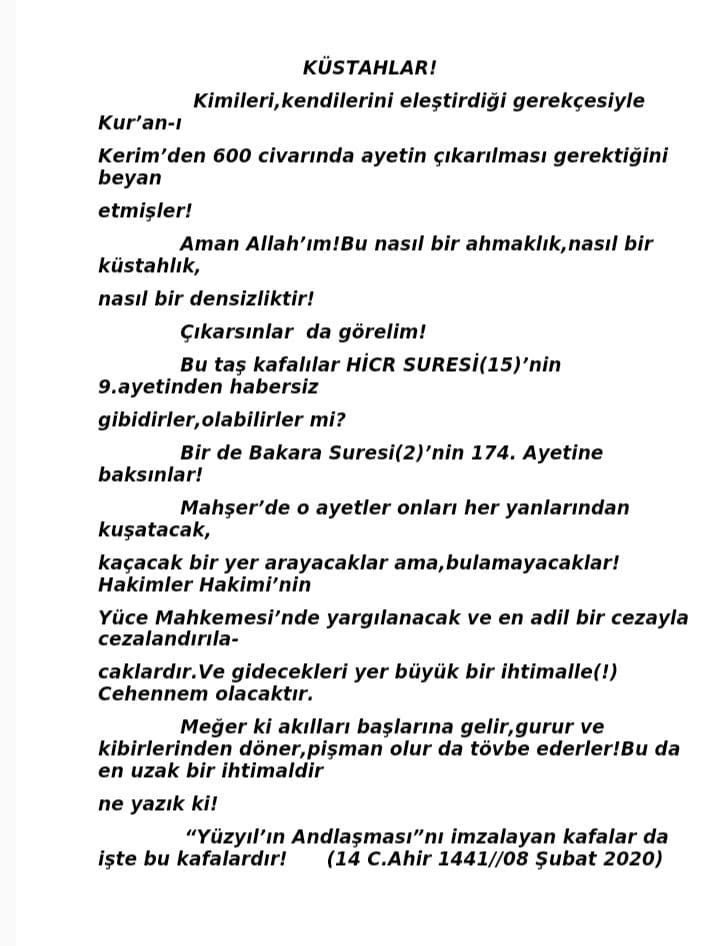 KÜSTAHLAR!
Kimileri,kendilerini eleştirdiği gerekçesiyle
Kur’an-ı
Kerim’den 600 civarında ayetin çıkarılması gerektiğini
beyan
etmişler!
Aman Allah’ım!Bu nasıl bir ahmaklık,nasıl bir
küstahlık,
nasıl bir densizliktir!
Çıkarsınlar  da görelim!
Bu taş kafalılar HİCR SURESİ(15)’nin
9.ayetinden habersiz
gibidirler,olabilirler mi?
Bir de Bakara Suresi(2)’nin 174. Ayetine
baksınlar!
Mahşer’de o ayetler onları her yanlarından
kuşatacak,
kaçacak bir yer arayacaklar ama,bulamayacaklar!
Hakimler Hakimi’nin
Yüce Mahkemesi’nde yargılanacak ve en adil bir cezayla
cezalandırıla-
caklardır.Ve gidecekleri yer büyük bir ihtimalle(!)
Cehennem olacaktır.
Meğer ki akılları başlarına gelir,gurur ve
kibirlerinden döner,pişman olur da tövbe ederler!Bu da
en uzak bir ihtimaldir
ne yazık ki!
“Yüzyıl’ın Andlaşması”nı imzalayan kafalar da
işte bu kafalardır!      (14 C.Ahir 1441//08 Şubat 2020)